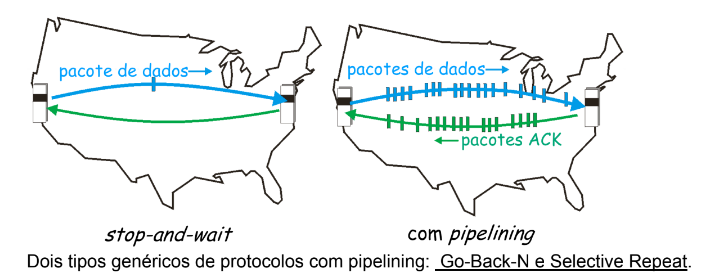 pacote de dados
pacotes de dados
pacotes ACK
stop-and-wait
com pipelining
Dois tipos genéricos de protocolos com pipelining: Go-Back-N e Selective Repeat.